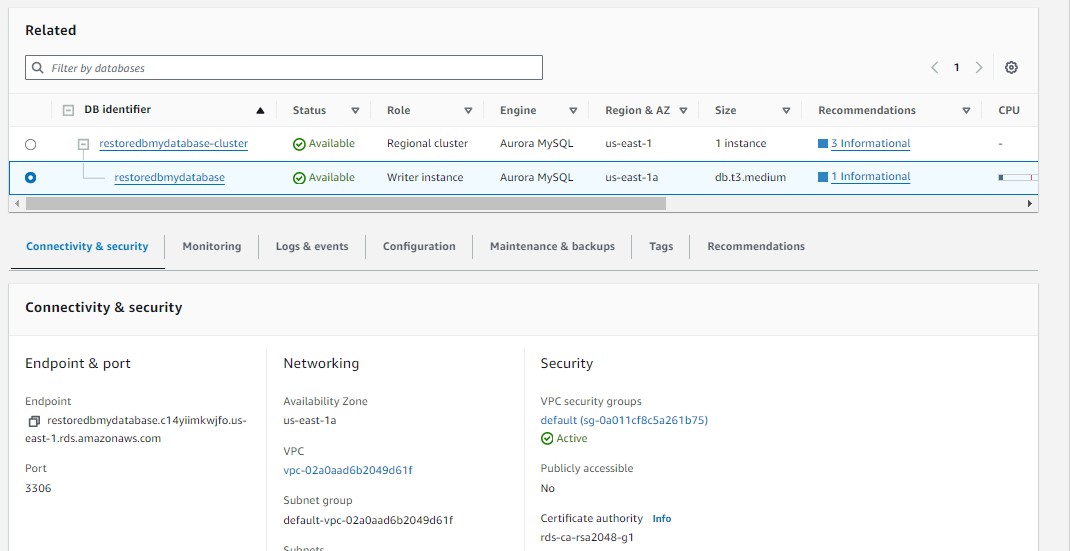 Related
Filter by databases
1
DB identifier Status Role Engine Region & AZ Size Recommendations CPU
restoredbmydatabase-cluster Available Regional cluster Aurora MySQL us-east-1 1 instance 3 Informational -
restoredbmydatabase Available Writer instance Aurora MySQL us-east-1a db.t3.medium 1 Informational
Connectivity & security Monitoring Logs & events Configuration Maintenance & backups Tags Recommendations
Connectivity & security
Endpoint & port
Endpoint
restoredbmydatabase.c14yiimkwjfo.us-
east-1.rds.amazonaws.com
Port
3306
Networking
Availability Zone
us-east-1a
VPC
vpc-02a0aad6b2049d61f
Subnet group
default-vpc-02a0aad6b2049d61f
Subnets
Security
VPC security groups
default (sg-0a011cf8c5a261b75)
Active
Publicly accessible
No
Certificate authority Info
rds-ca-rsa2048-g1